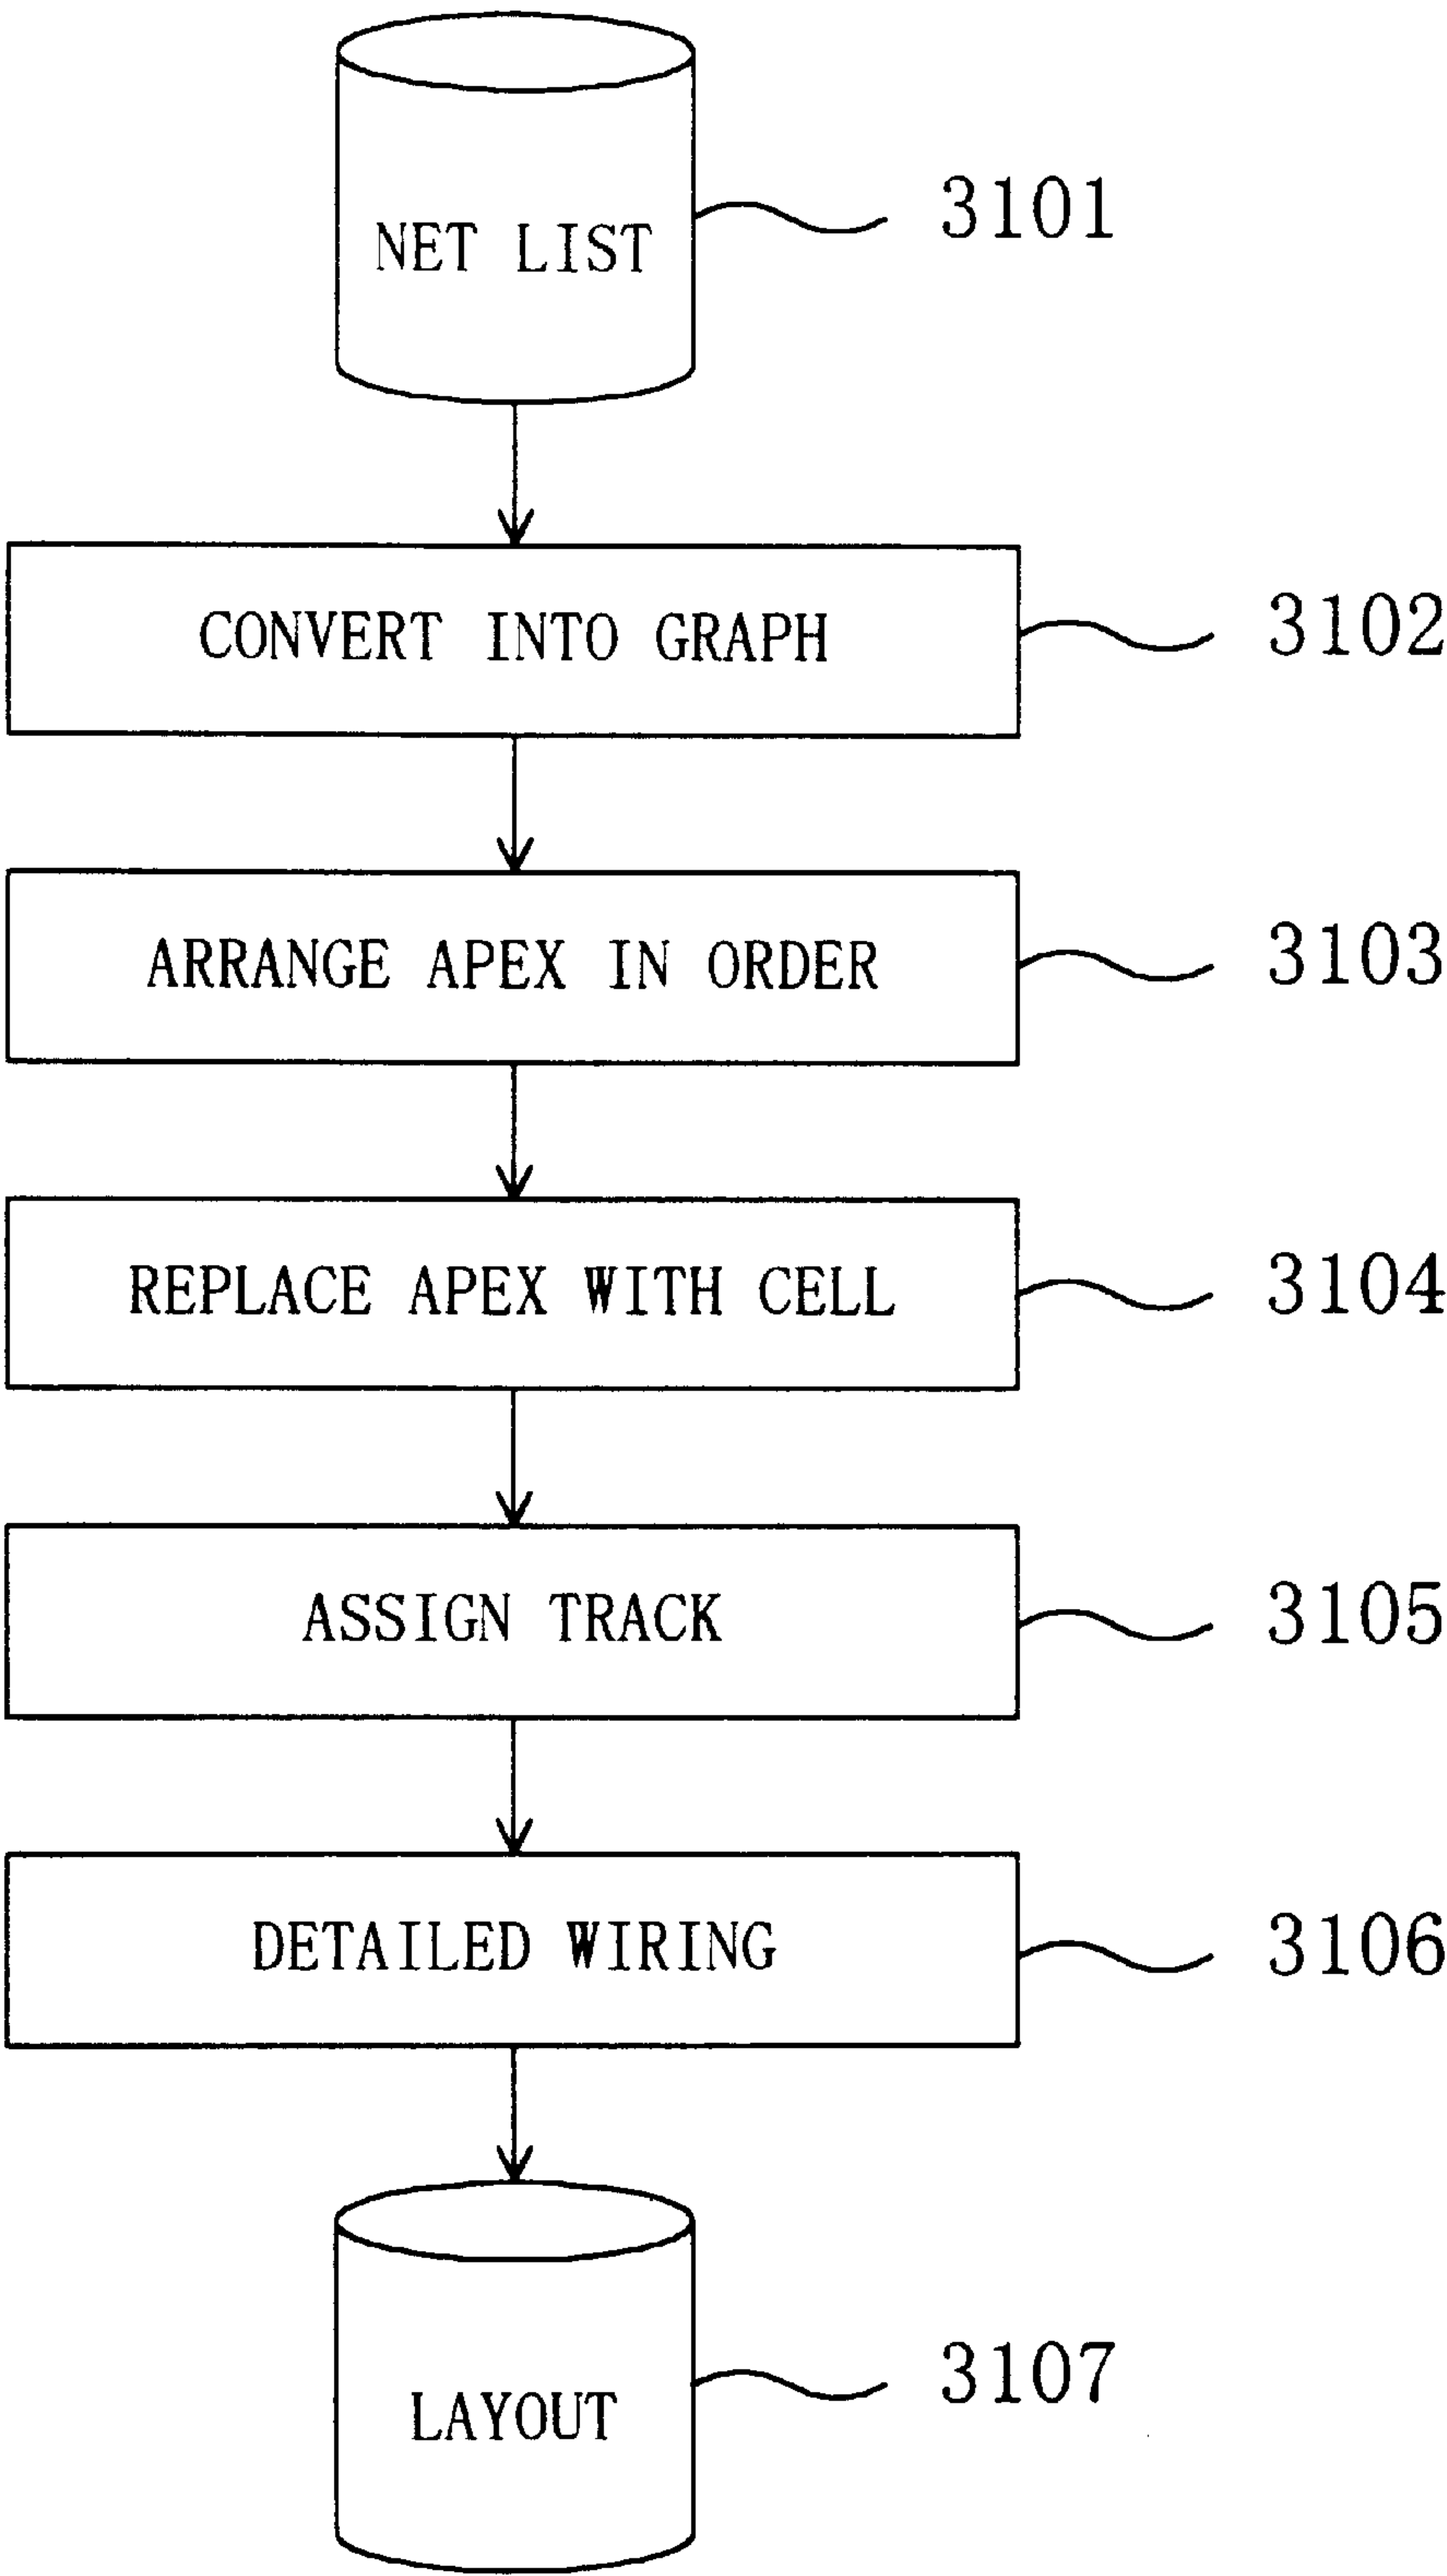 NET LIST
3101
CONVERT INTO GRAPH
3102
ARRANGE APEX IN ORDER
3103
REPLACE APEX WITH CELL
3104
ASSIGN TRACK
3105
DETAILED WIRING
3106
LAYOUT
3107